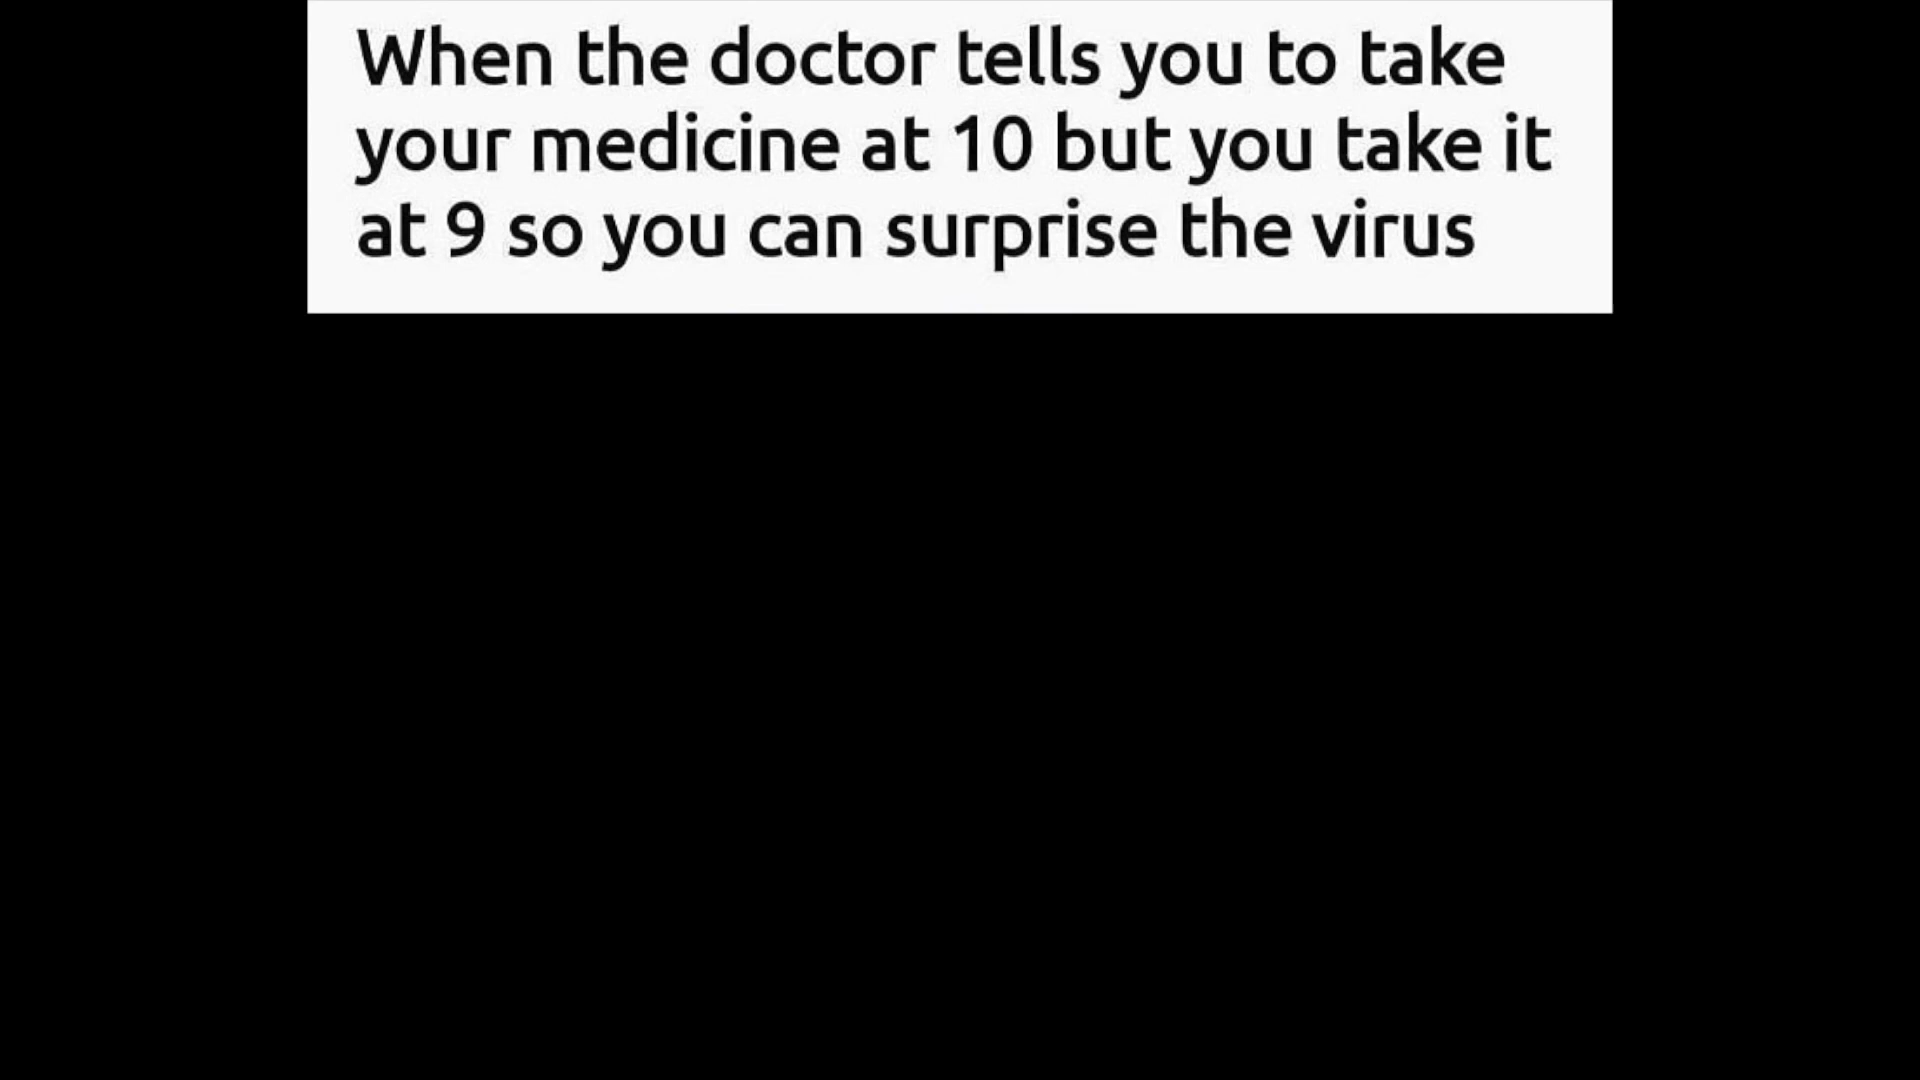 When the doctor tells you to take
your medicine at 10 but you take it
at 9 so you can surprise the virus